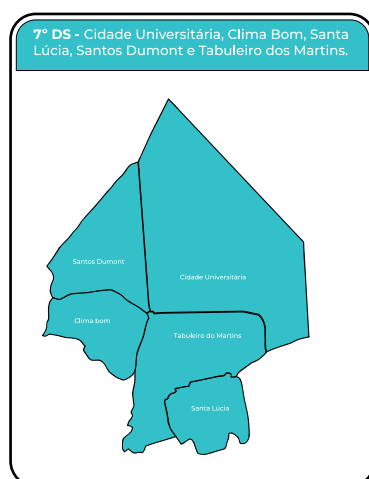 7º DS - Cidade Universitária, Clima Bom, Santa
Lúcia, Santos Dumont e Tabuleiro dos Martins.
Santos Dumont
Cidade Universitária
Clima bom
Tabuleiro do Martins
Santa Lúcia